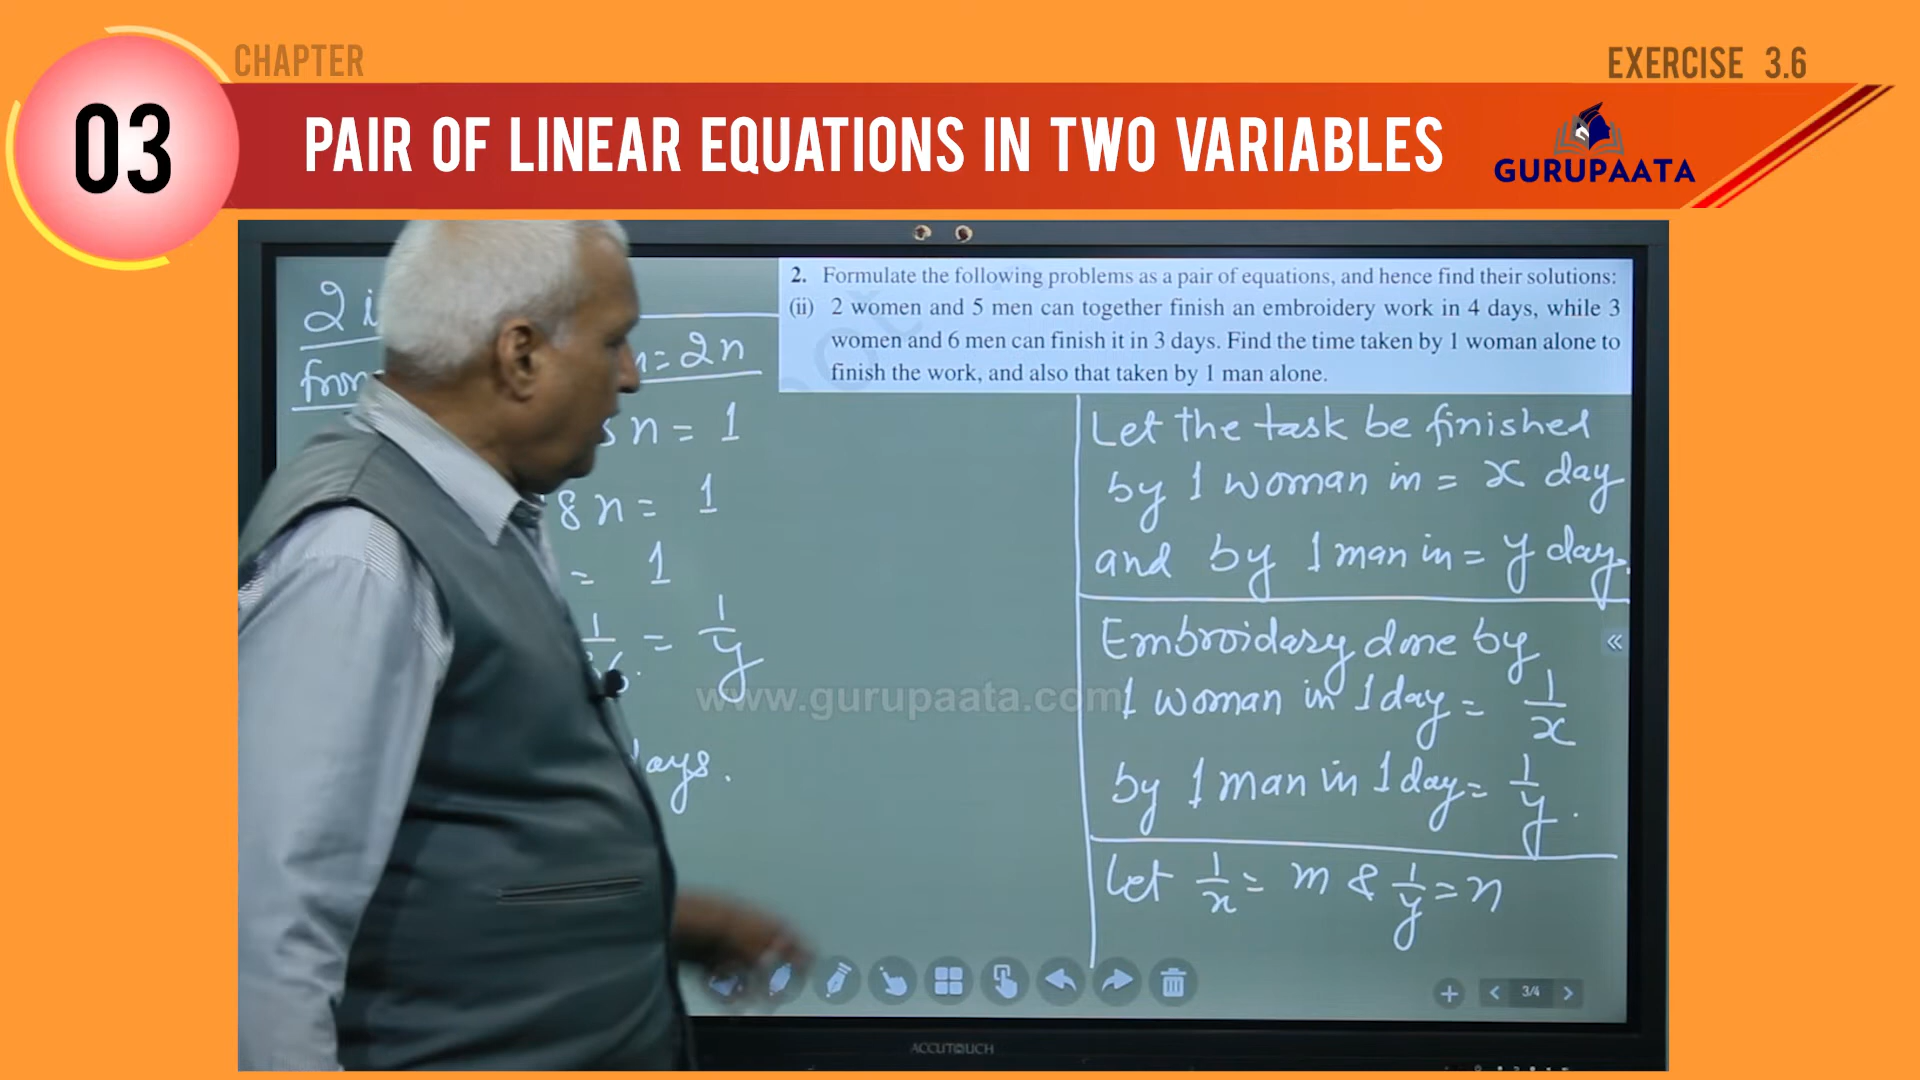 CHAPTER
EXERCISE 3.6
03
PAIR OF LINEAR EQUATIONS IN TWO VARIABLES
GURUPAATA
2. Formulate the following problems as a pair of equations, and hence find their solutions:
(ii) 2 women and 5 men can together finish an embroidery work in 4 days, while 3
women and 6 men can finish it in 3 days. Find the time taken by 1 woman alone to
finish the work, and also that taken by 1 man alone.
= 2n
n = 1
8n = 1
= 1
= 1/y
ays.
Let the task be finished
by 1 woman in = x day
and by 1 man in = y day.
Embroidary done by
1 woman in 1 day = 1/x
by 1 man in 1 day = 1/y.
Let 1/x = m & 1/y = n
www.gurupaata.com
3/4
ACCUTOUCH